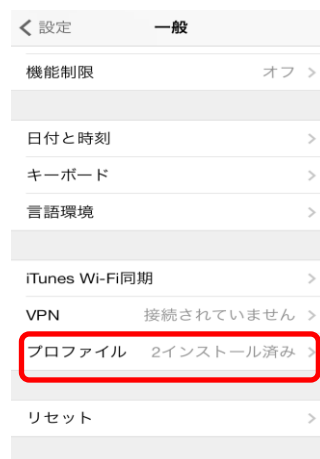 設定 一般
機能制限 オフ
日付と時刻
キーボード
言語環境
iTunes Wi-Fi同期
VPN 接続されていません
プロファイル 2インストール済み
リセット